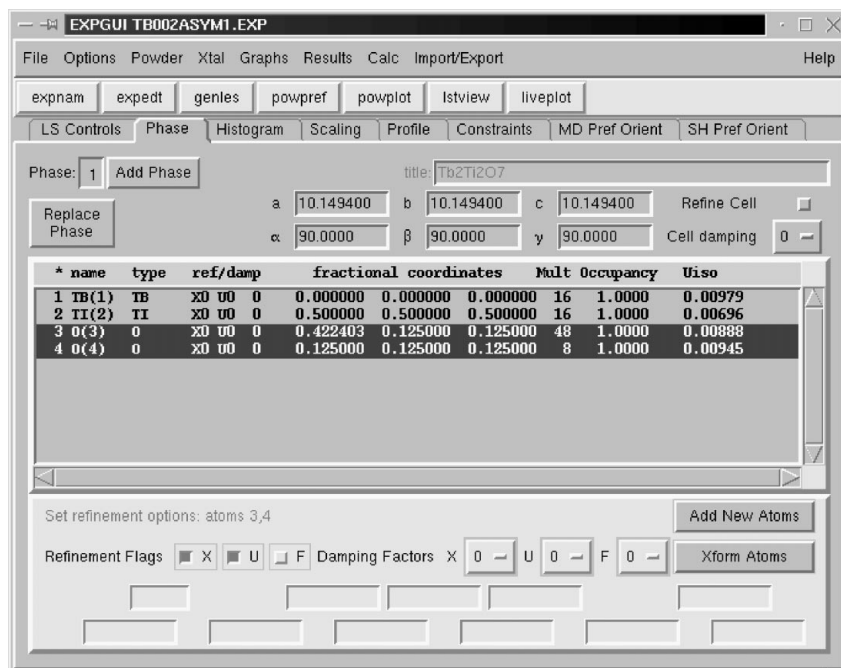 EXPGUI TB002ASYM1.EXP
File Options Powder Xtal Graphs Results Calc Import/Export Help
expnam expedt genles powpref powplot lstview liveplot
LS Controls Phase Histogram Scaling Profile Constraints MD Pref Orient SH Pref Orient
Phase: 1 Add Phase title: Tb2Ti2O7
Replace Phase
a 10.149400 b 10.149400 c 10.149400 Refine Cell
α 90.0000 β 90.0000 γ 90.0000 Cell damping 0
* name type ref/damp fractional coordinates Mult Occupancy Uiso
1 TB(1) TB X0 U0 0 0.000000 0.000000 0.000000 16 1.0000 0.00979
2 TI(2) TI X0 U0 0 0.500000 0.500000 0.500000 16 1.0000 0.00696
3 O(3) O X0 U0 0 0.422403 0.125000 0.125000 48 1.0000 0.00888
4 O(4) O X0 U0 0 0.125000 0.125000 0.125000 8 1.0000 0.00945
Set refinement options: atoms 3,4 Add New Atoms
Refinement Flags X U F Damping Factors X 0 U 0 F 0 Xform Atoms